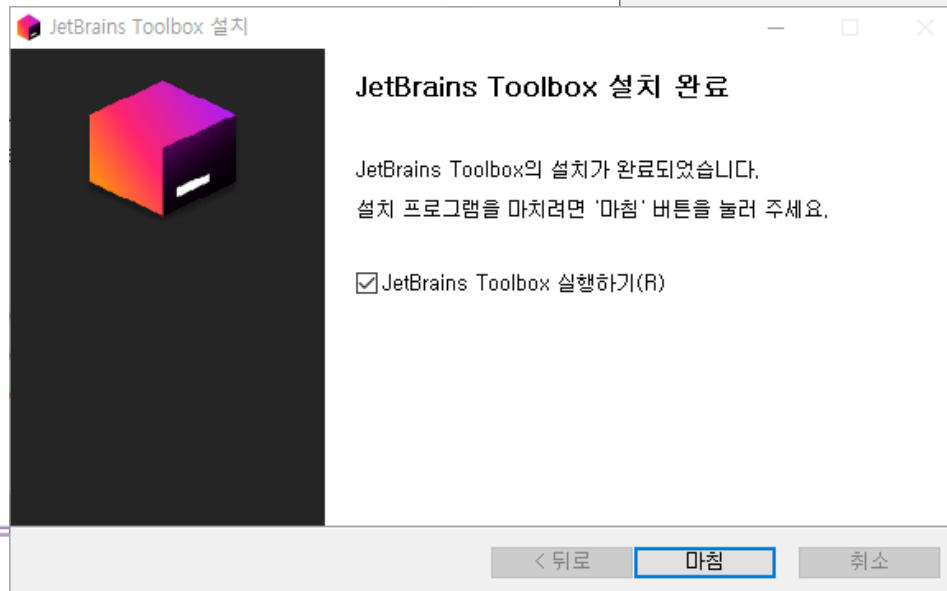 JetBrains Toolbox 설치
JetBrains Toolbox 설치 완료
JetBrains Toolbox의 설치가 완료되었습니다.
설치 프로그램을 마치려면 '마침' 버튼을 눌러 주세요.
JetBrains Toolbox 실행하기(R)
< 뒤로
마침
취소